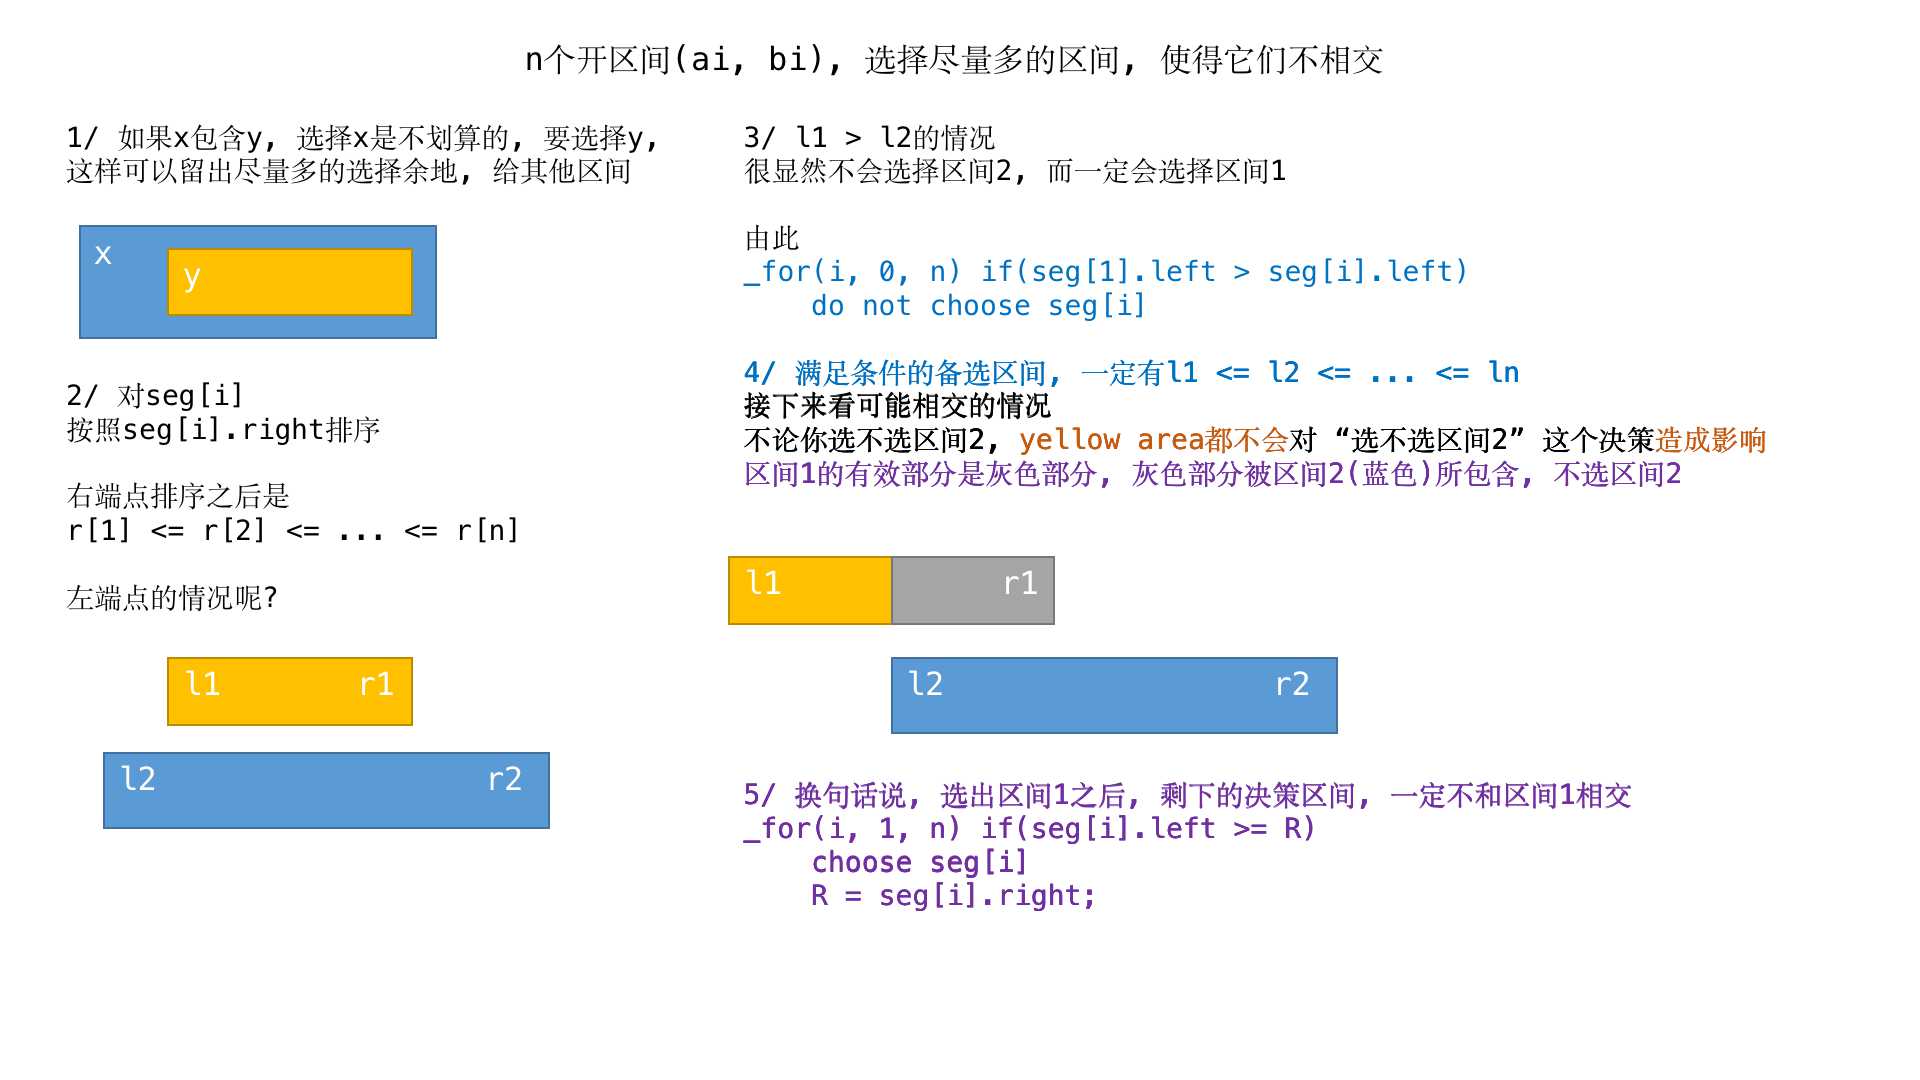 n个开区间(ai, bi), 选择尽量多的区间, 使得它们不相交
1/ 如果x包含y, 选择x是不划算的, 要选择y,
这样可以留出尽量多的选择余地, 给其他区间
x
y
2/ 对seg[i]
按照seg[i].right排序
右端点排序之后是
r[1] <= r[2] <= ... <= r[n]
左端点的情况呢?
l1 r1
l2 r2
3/ l1 > l2的情况
很显然不会选择区间2, 而一定会选择区间1
由此
_for(i, 0, n) if(seg[1].left > seg[i].left)
    do not choose seg[i]
4/ 满足条件的备选区间, 一定有l1 <= l2 <= ... <= ln
接下来看可能相交的情况
不论你选不选区间2, yellow area都不会对 “选不选区间2” 这个决策造成影响
区间1的有效部分是灰色部分, 灰色部分被区间2(蓝色)所包含, 不选区间2
l1 r1
l2 r2
5/ 换句话说, 选出区间1之后, 剩下的决策区间, 一定不和区间1相交
_for(i, 1, n) if(seg[i].left >= R)
    choose seg[i]
    R = seg[i].right;